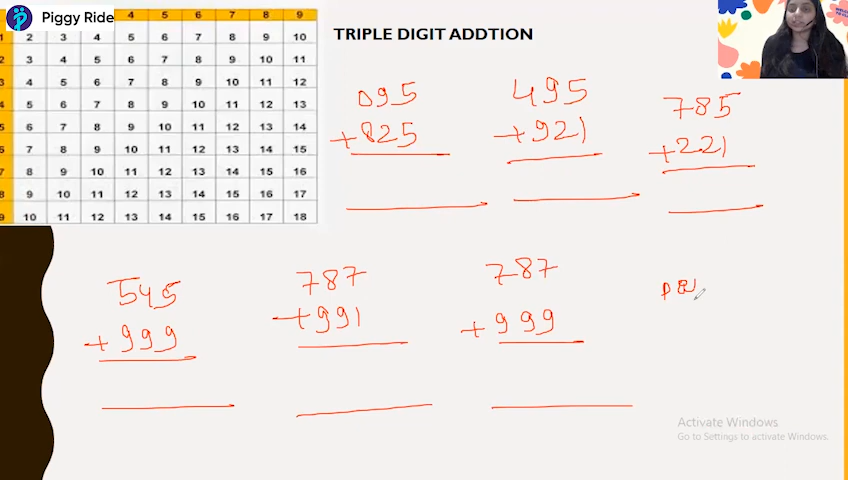 Piggy Ride
4 5 6 7 8 9
1 2 3 4 5 6 7 8 9 10
2 3 4 5 6 7 8 9 10 11
3 4 5 6 7 8 9 10 11 12
4 5 6 7 8 9 10 11 12 13
5 6 7 8 9 10 11 12 13 14
5 7 8 9 10 11 12 13 14 15
7 8 9 10 11 12 13 14 15 16
8 9 10 11 12 13 14 15 16 17
9 10 11 12 13 14 15 16 17 18
TRIPLE DIGIT ADDTION
095
+825
495
+921
785
+221
545
+999
787
+991
787
+999
Activate Windows
Go to Settings to activate Windows.